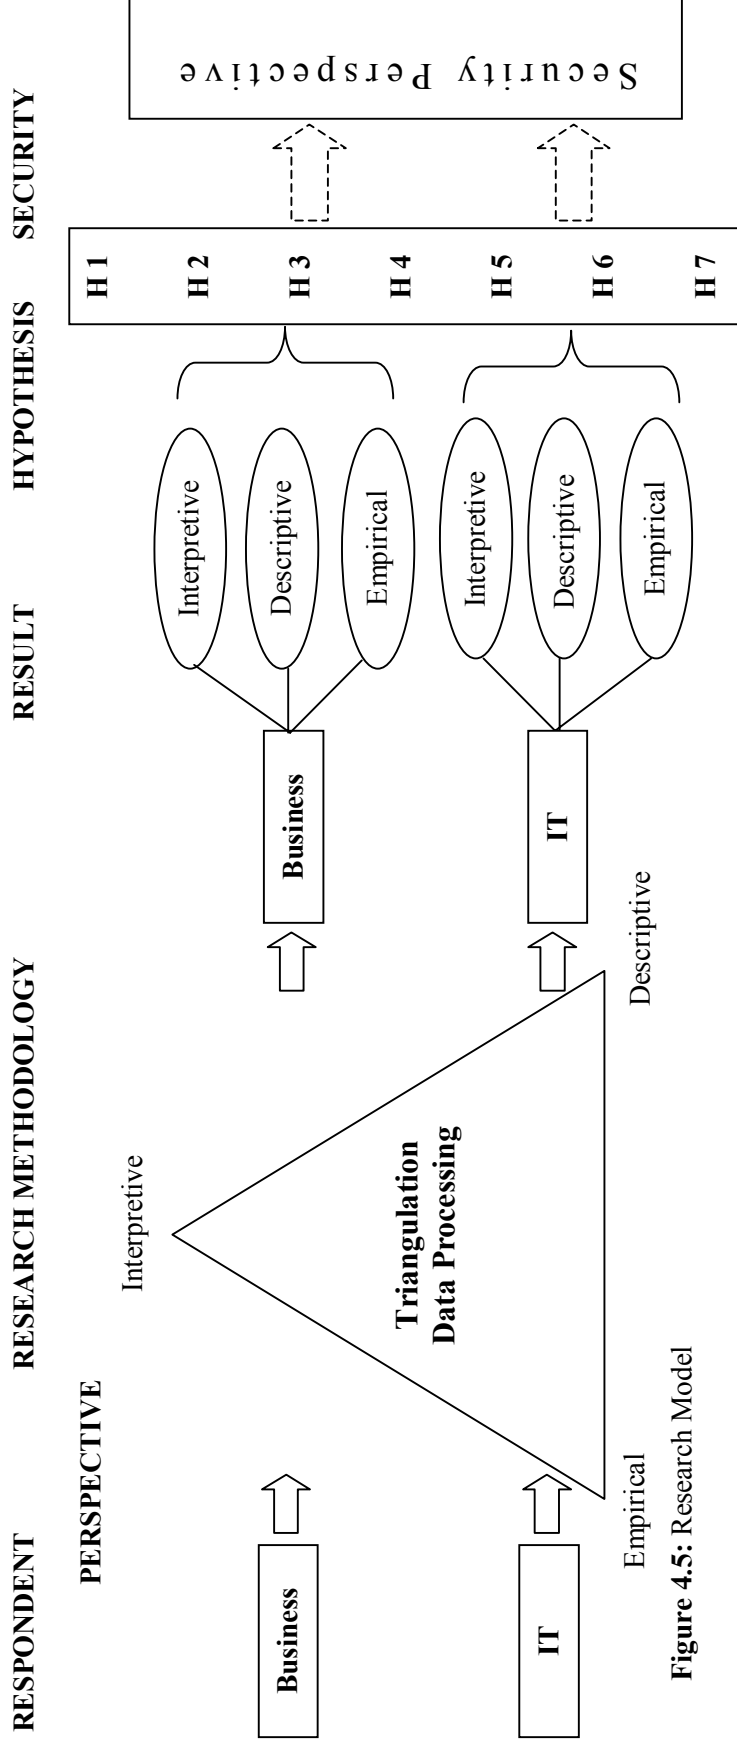 RESPONDENT
RESEARCH METHODOLOGY
RESULT
HYPOTHESIS
SECURITY
PERSPECTIVE
Business
IT
Interpretive
Triangulation
Data Processing
Empirical
Descriptive
Business
IT
Interpretive
Descriptive
Empirical
Interpretive
Descriptive
Empirical
H 1
H 2
H 3
H 4
H 5
H 6
H 7
Security Perspective
Figure 4.5: Research Model